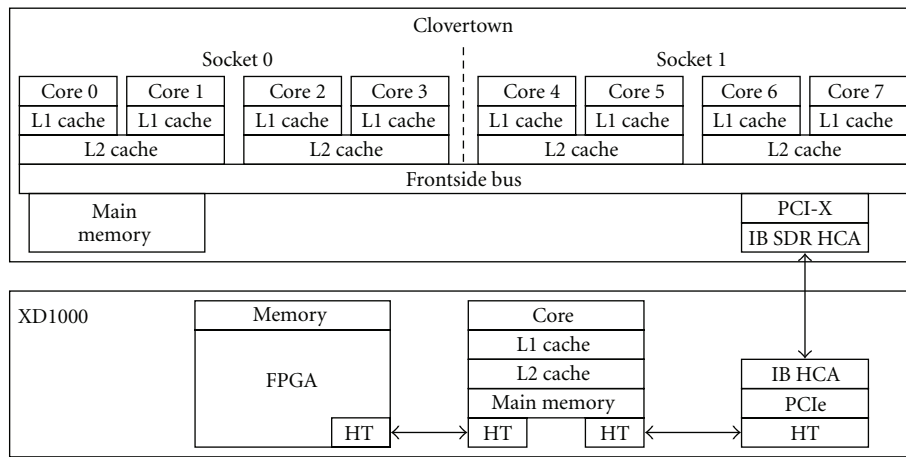 Clovertown
Socket 0 Socket 1
Core 0 Core 1 Core 2 Core 3 Core 4 Core 5 Core 6 Core 7
L1 cache L1 cache L1 cache L1 cache L1 cache L1 cache L1 cache L1 cache
L2 cache L2 cache L2 cache L2 cache
Frontside bus
Main
memory
PCI-X
IB SDR HCA
XD1000
Memory
FPGA
HT
Core
L1 cache
L2 cache
Main memory
HT HT
IB HCA
PCIe
HT